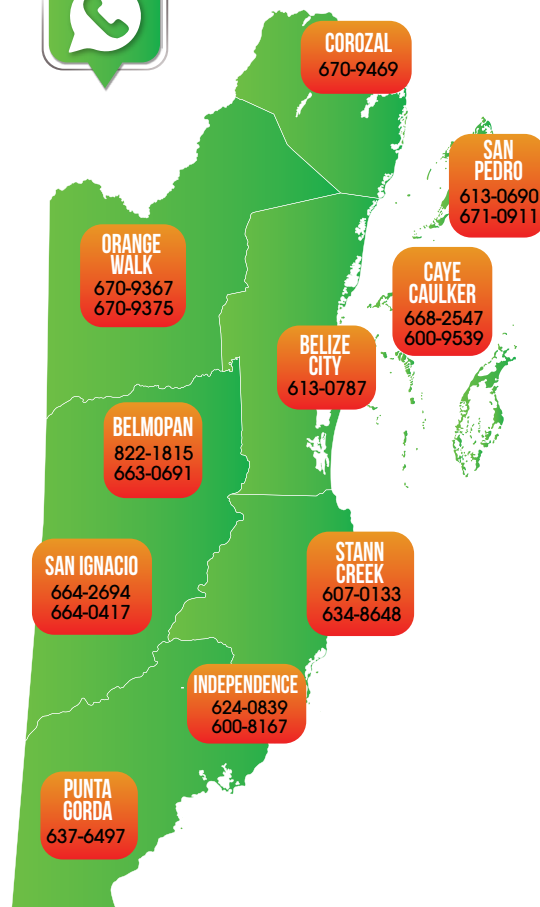 COROZAL
670-9469
SAN
PEDRO
613-0690
671-0911
ORANGE
WALK
670-9367
670-9375
CAYE
CAULKER
668-2547
600-9539
BELIZE
CITY
613-0787
BELMOPAN
822-1815
663-0691
SAN IGNACIO
664-2694
664-0417
STANN
CREEK
607-0133
634-8648
INDEPENDENCE
624-0839
600-8167
PUNTA
GORDA
637-6497